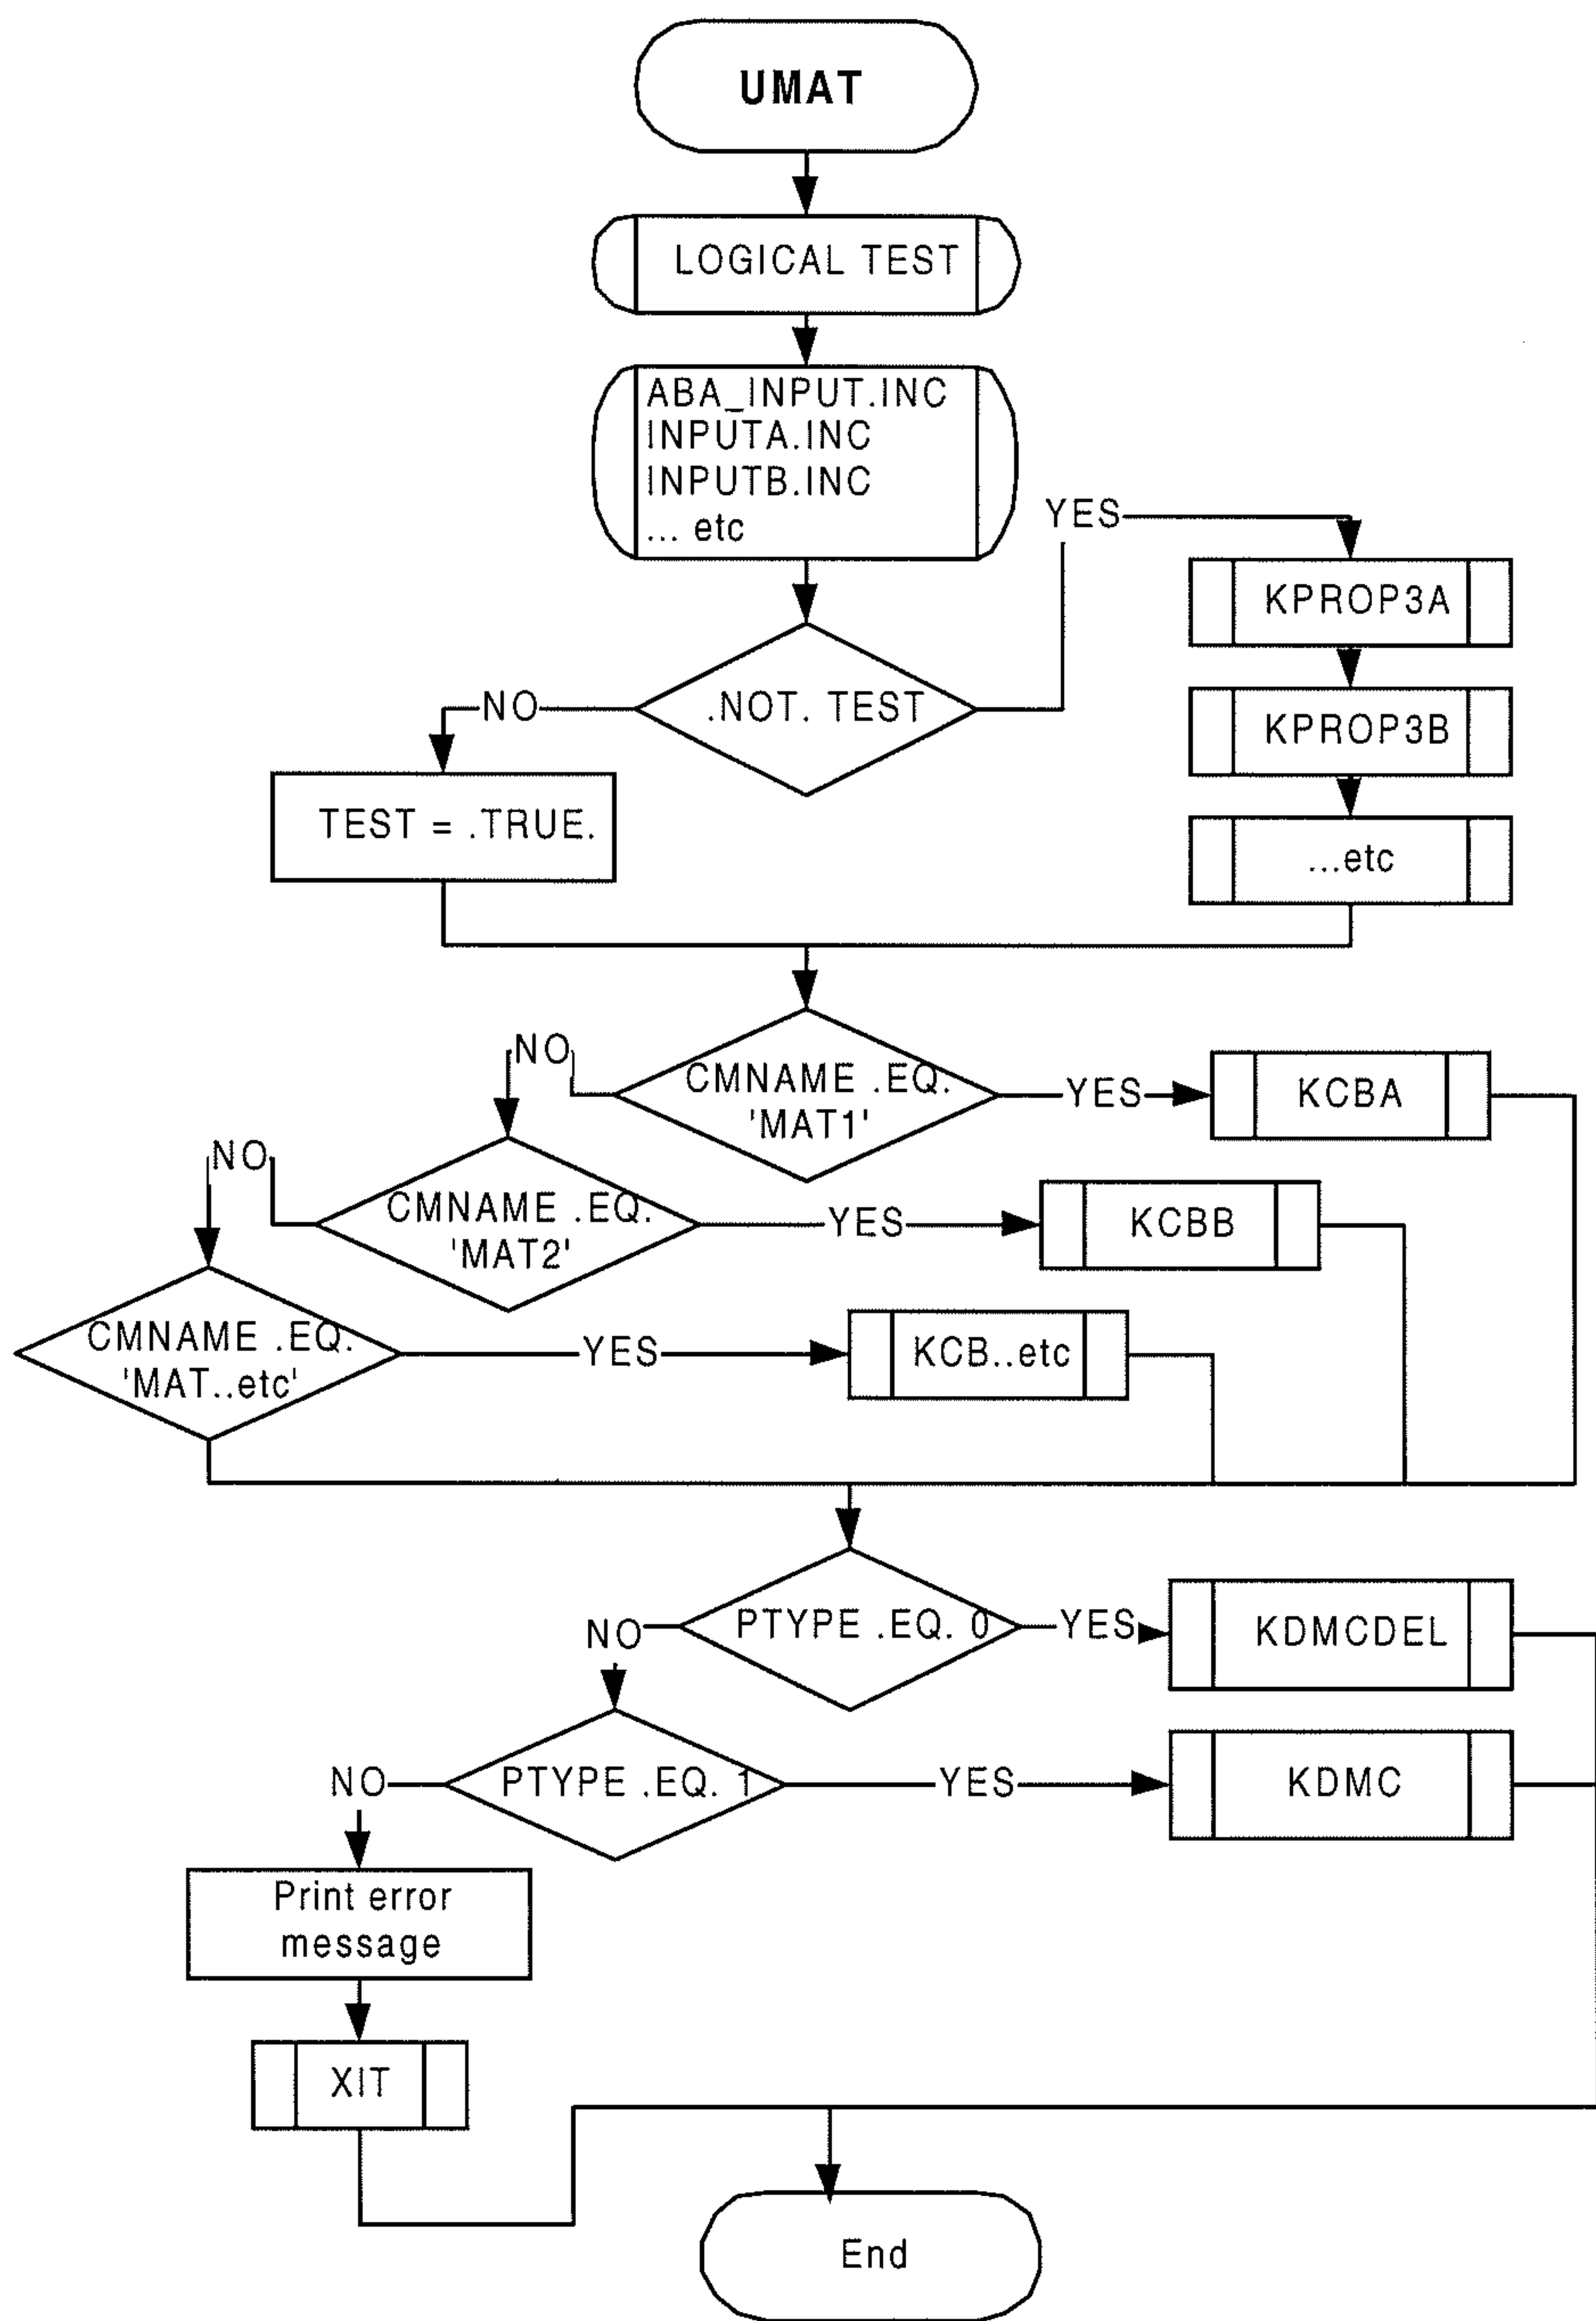 UMAT
LOGICAL TEST
ABA_INPUT.INC
INPUTA.INC
INPUTB.INC
... etc
YES
KPROP3A
NO
.NOT. TEST
KPROP3B
TEST = .TRUE.
...etc
NO
CMNAME .EQ.
'MAT1'
YES
KCBA
NO
CMNAME .EQ.
'MAT2'
YES
KCBB
CMNAME .EQ.
'MAT..etc'
YES
KCB..etc
PTYPE .EQ. 0
YES
KDMCDEL
NO
PTYPE .EQ. 1
YES
KDMC
NO
Print error
message
XIT
End